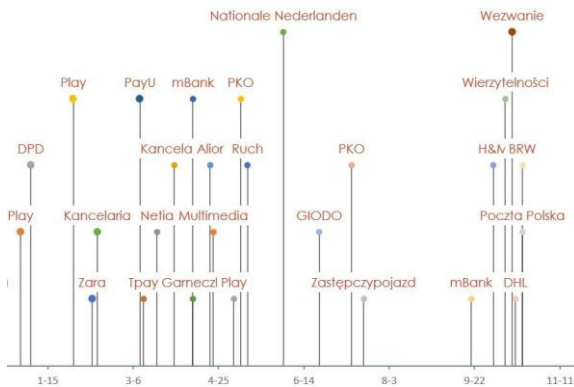 Nationale Nederlanden Wezwanie
Play PayU mBank PKO Wierzytelności
DPD Kancela Alior Ruch PKO H&M BRW
Play Kancelaria Netia Multimedia GIODO Poczta Polska
Zara Tpay Garneczl Play Zastępczypojazd mBank DHL
1-15 3-6 4-25 6-14 8-3 9-22 11-11